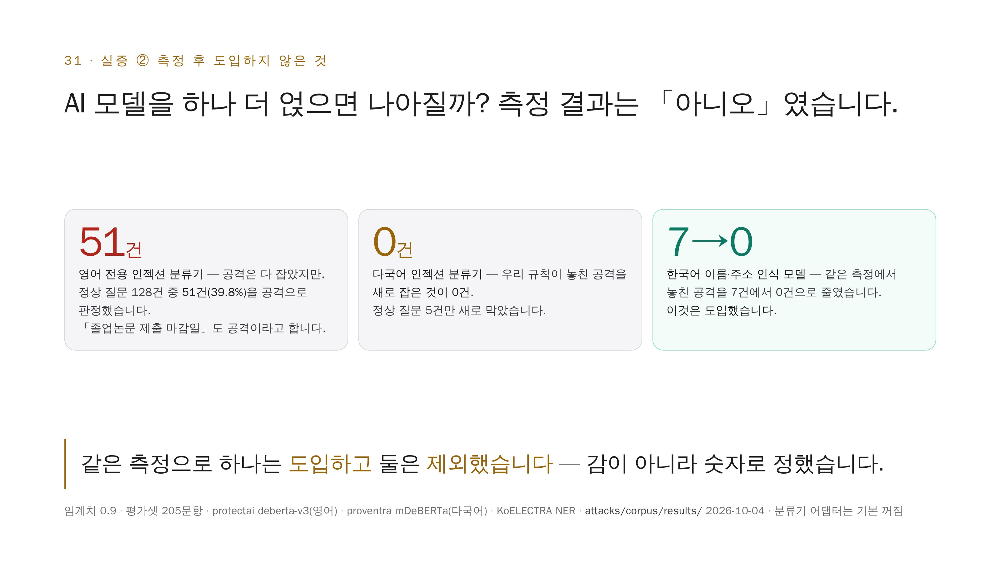 31 · 실증 ② 측정 후 도입하지 않은 것
AI 모델을 하나 더 얹으면 나아질까? 측정 결과는 「아니오」였습니다.
51건
영어 전용 인젝션 분류기 — 공격은 다 잡았지만,
정상 질문 128건 중 51건(39.8%)을 공격으로
판정했습니다.
「졸업논문 제출 마감일」도 공격이라고 합니다.
0건
다국어 인젝션 분류기 — 우리 규칙이 놓친 공격을
새로 잡은 것이 0건.
정상 질문 5건만 새로 막았습니다.
7→0
한국어 이름·주소 인식 모델 — 같은 측정에서
놓친 공격을 7건에서 0건으로 줄였습니다.
이것은 도입했습니다.
같은 측정으로 하나는 도입하고 둘은 제외했습니다 — 감이 아니라 숫자로 정했습니다.
임계치 0.9 · 평가셋 205문항 · protectai deberta-v3(영어) · proventra mDeBERTa(다국어) · KoELECTRA NER · attacks/corpus/results/ 2026-10-04 · 분류기 어댑터는 기본 꺼짐